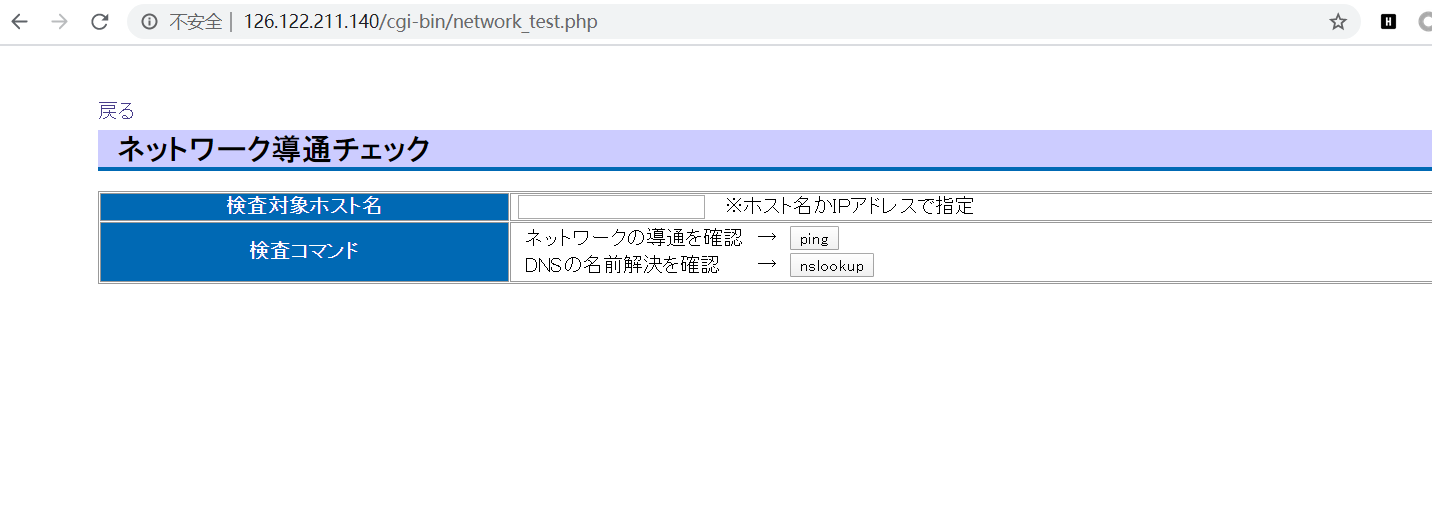 不安全 | 126.122.211.140/cgi-bin/network_test.php
H
戻る
ネットワーク導通チェック
検査対象ホスト名 ※ホスト名かIPアドレスで指定
検査コマンド
ネットワークの導通を確認 → ping
DNSの名前解決を確認 → nslookup